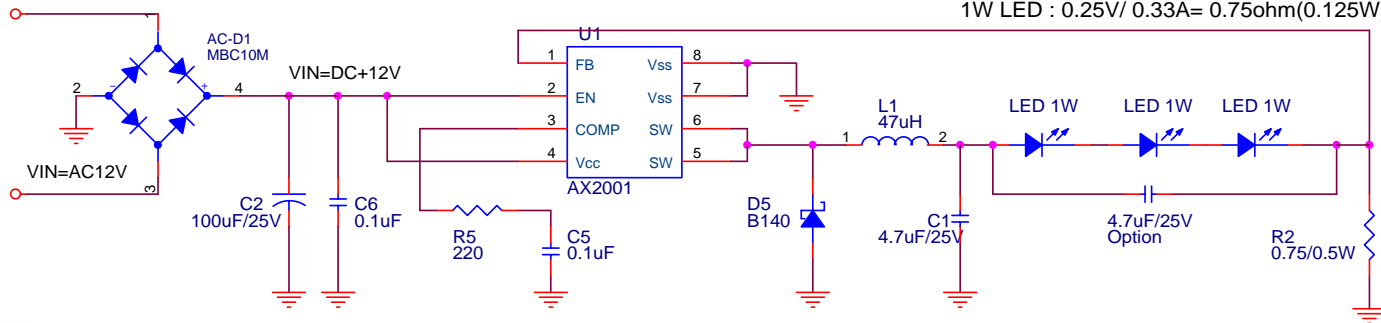 1W LED : 0.25V/ 0.33A= 0.75ohm(0.125W
U1
AC-D1
MBC10M
1
2
3
4
-
+
VIN=DC+12V
VIN=AC12V
1 FB
2 EN
3 COMP
4 Vcc
Vss 8
Vss 7
SW 6
SW 5
AX2001
C2
100uF/25V
C6
0.1uF
R5
220
C5
0.1uF
D5
B140
L1
47uH
1
2
C1
4.7uF/25V
LED 1W
LED 1W
LED 1W
4.7uF/25V
Option
R2
0.75/0.5W